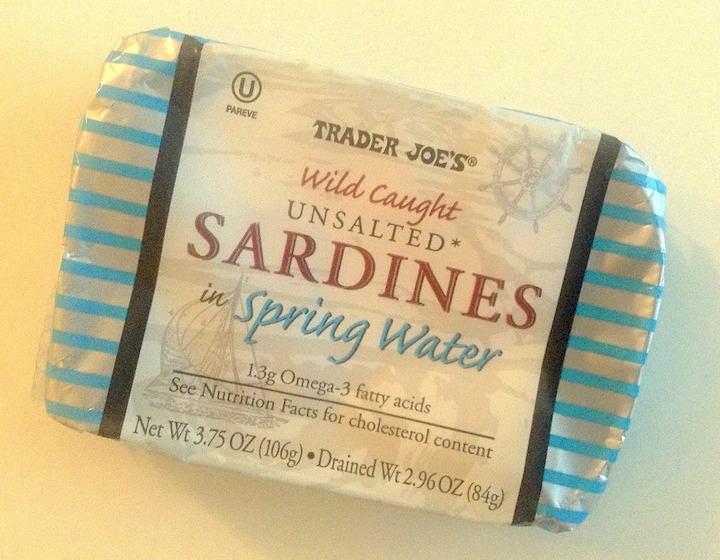 U
PAREVE
TRADER JOE'S®
Wild Caught
UNSALTED*
SARDINES
in Spring Water
1.3g Omega-3 fatty acids
See Nutrition Facts for cholesterol content
Net Wt 3.75 OZ (106g) • Drained Wt 2.96 OZ (84g)